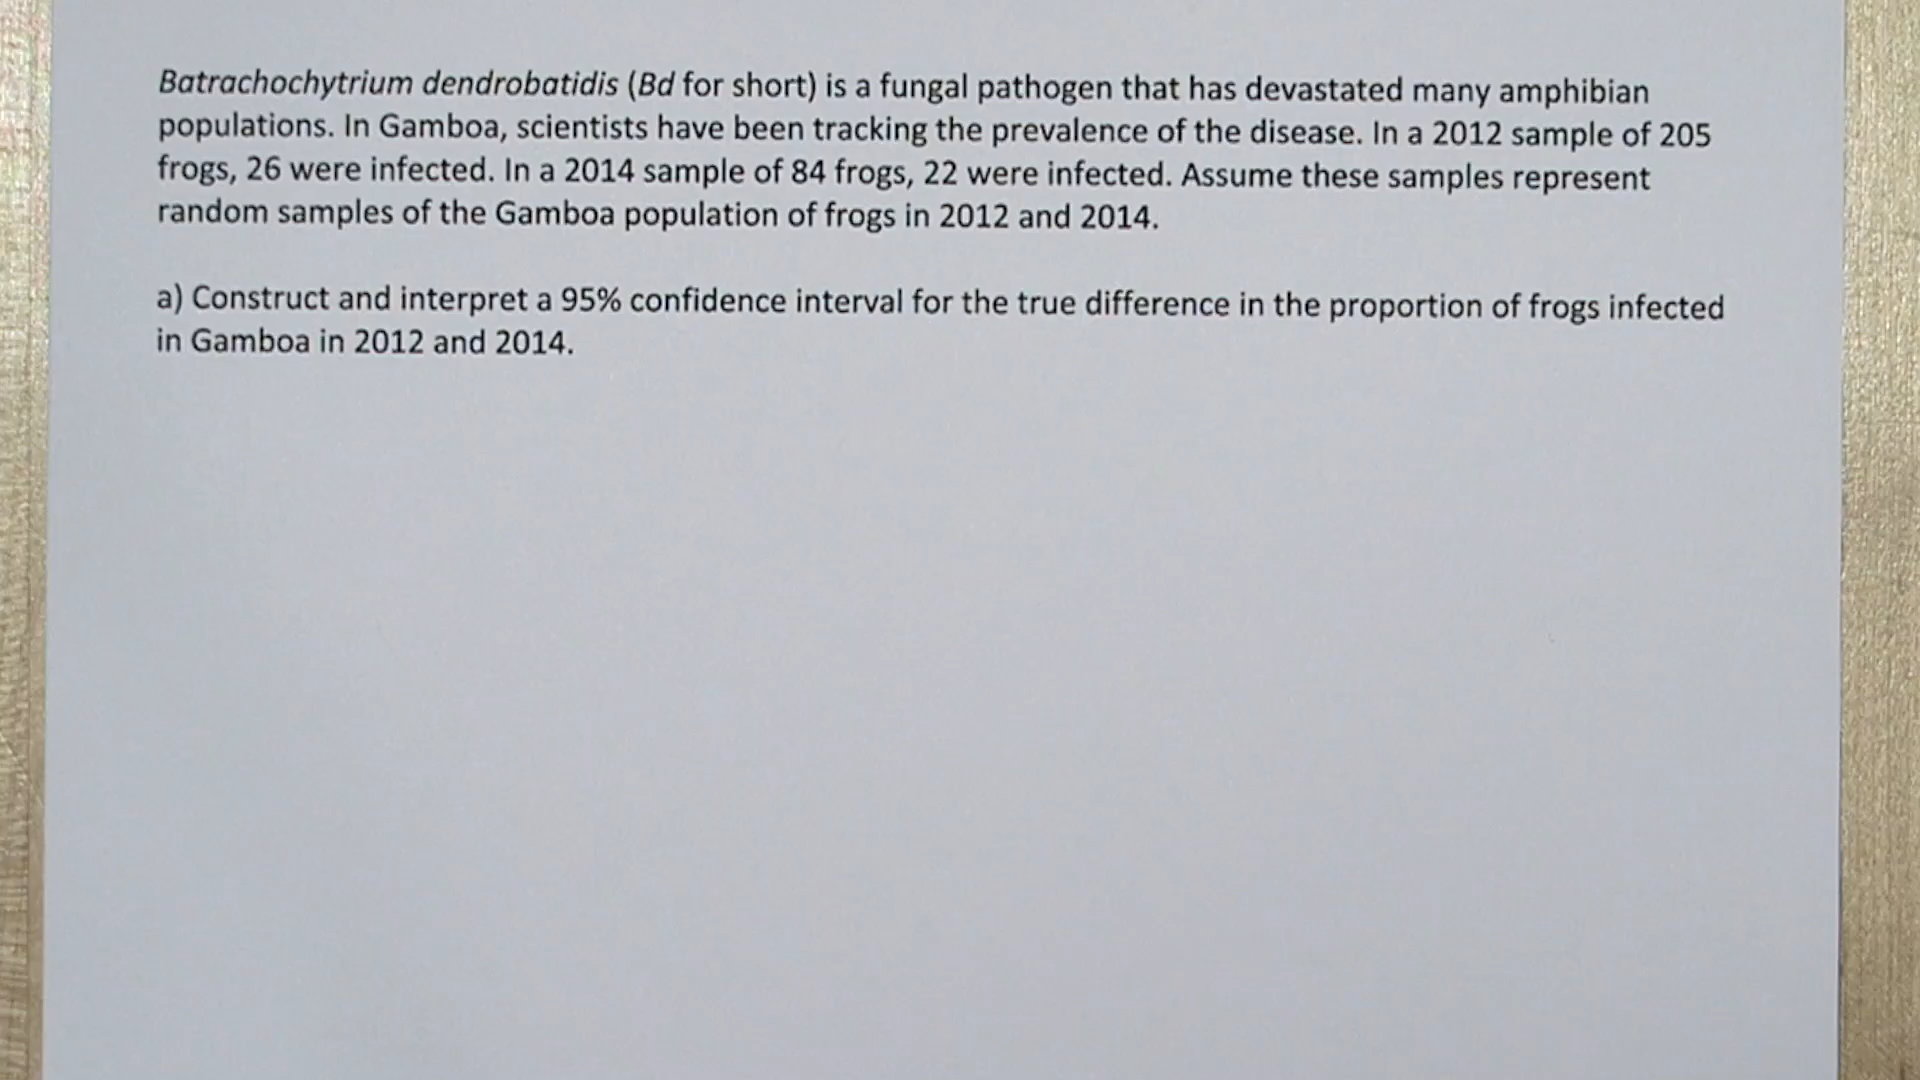 Batrachochytrium dendrobatidis (Bd for short) is a fungal pathogen that has devastated many amphibian
populations. In Gamboa, scientists have been tracking the prevalence of the disease. In a 2012 sample of 205
frogs, 26 were infected. In a 2014 sample of 84 frogs, 22 were infected. Assume these samples represent
random samples of the Gamboa population of frogs in 2012 and 2014.
a) Construct and interpret a 95% confidence interval for the true difference in the proportion of frogs infected
in Gamboa in 2012 and 2014.